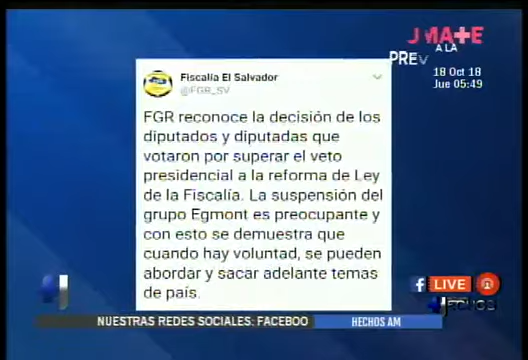 A LA
PREV
18 Oct 18
Jue 05:49
Fiscalía El Salvador
@FGR_SV
FGR reconoce la decisión de los
diputados y diputadas que
votaron por superar el veto
presidencial a la reforma de Ley
de la Fiscalía. La suspensión del
grupo Egmont es preocupante y
con esto se demuestra que
cuando hay voluntad, se pueden
abordar y sacar adelante temas
de país.
LIVE
NUESTRAS REDES SOCIALES: FACEBOO
HECHOS AM